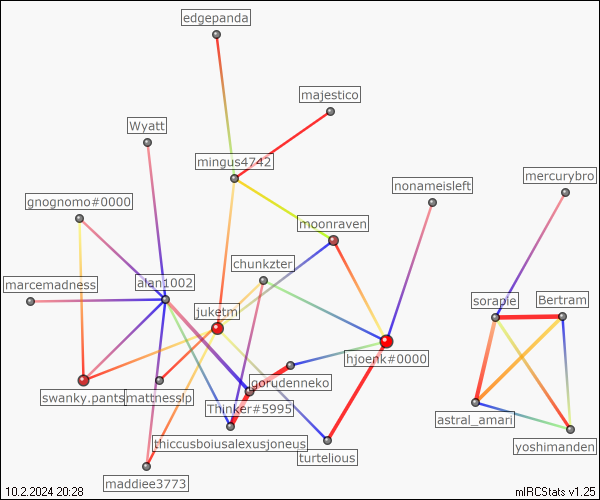 edgepanda
majestico
Wyatt
mingus4742
mercurybro
nonameisleft
gnognomo#0000
moonraven
chunkzter
marcemadness
alan1002
sorapie
Bertram
juketm
hjoerik#0000
gorudenneko
swanky.pants
mattnesslp
Thinker#5995
astral_amari
thiccusboiusalexusjoneus
yoshimanden
turtelious
maddiee3773
10.2.2024 20:28
mIRCStats v1.25